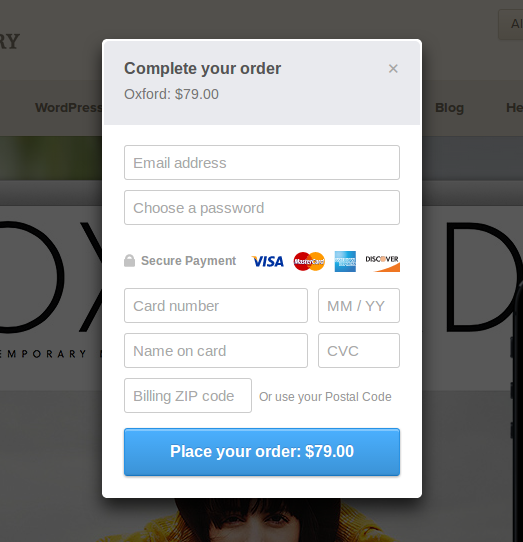 RY
Al
WordPress
Blog
He
Complete your order
×
Oxford: $79.00
Email address
Choose a password
Secure Payment
VISA
MasterCard
DISCOVER
Card number
MM / YY
Name on card
CVC
Billing ZIP code
Or use your Postal Code
Place your order: $79.00
OX
D
EMPORARY